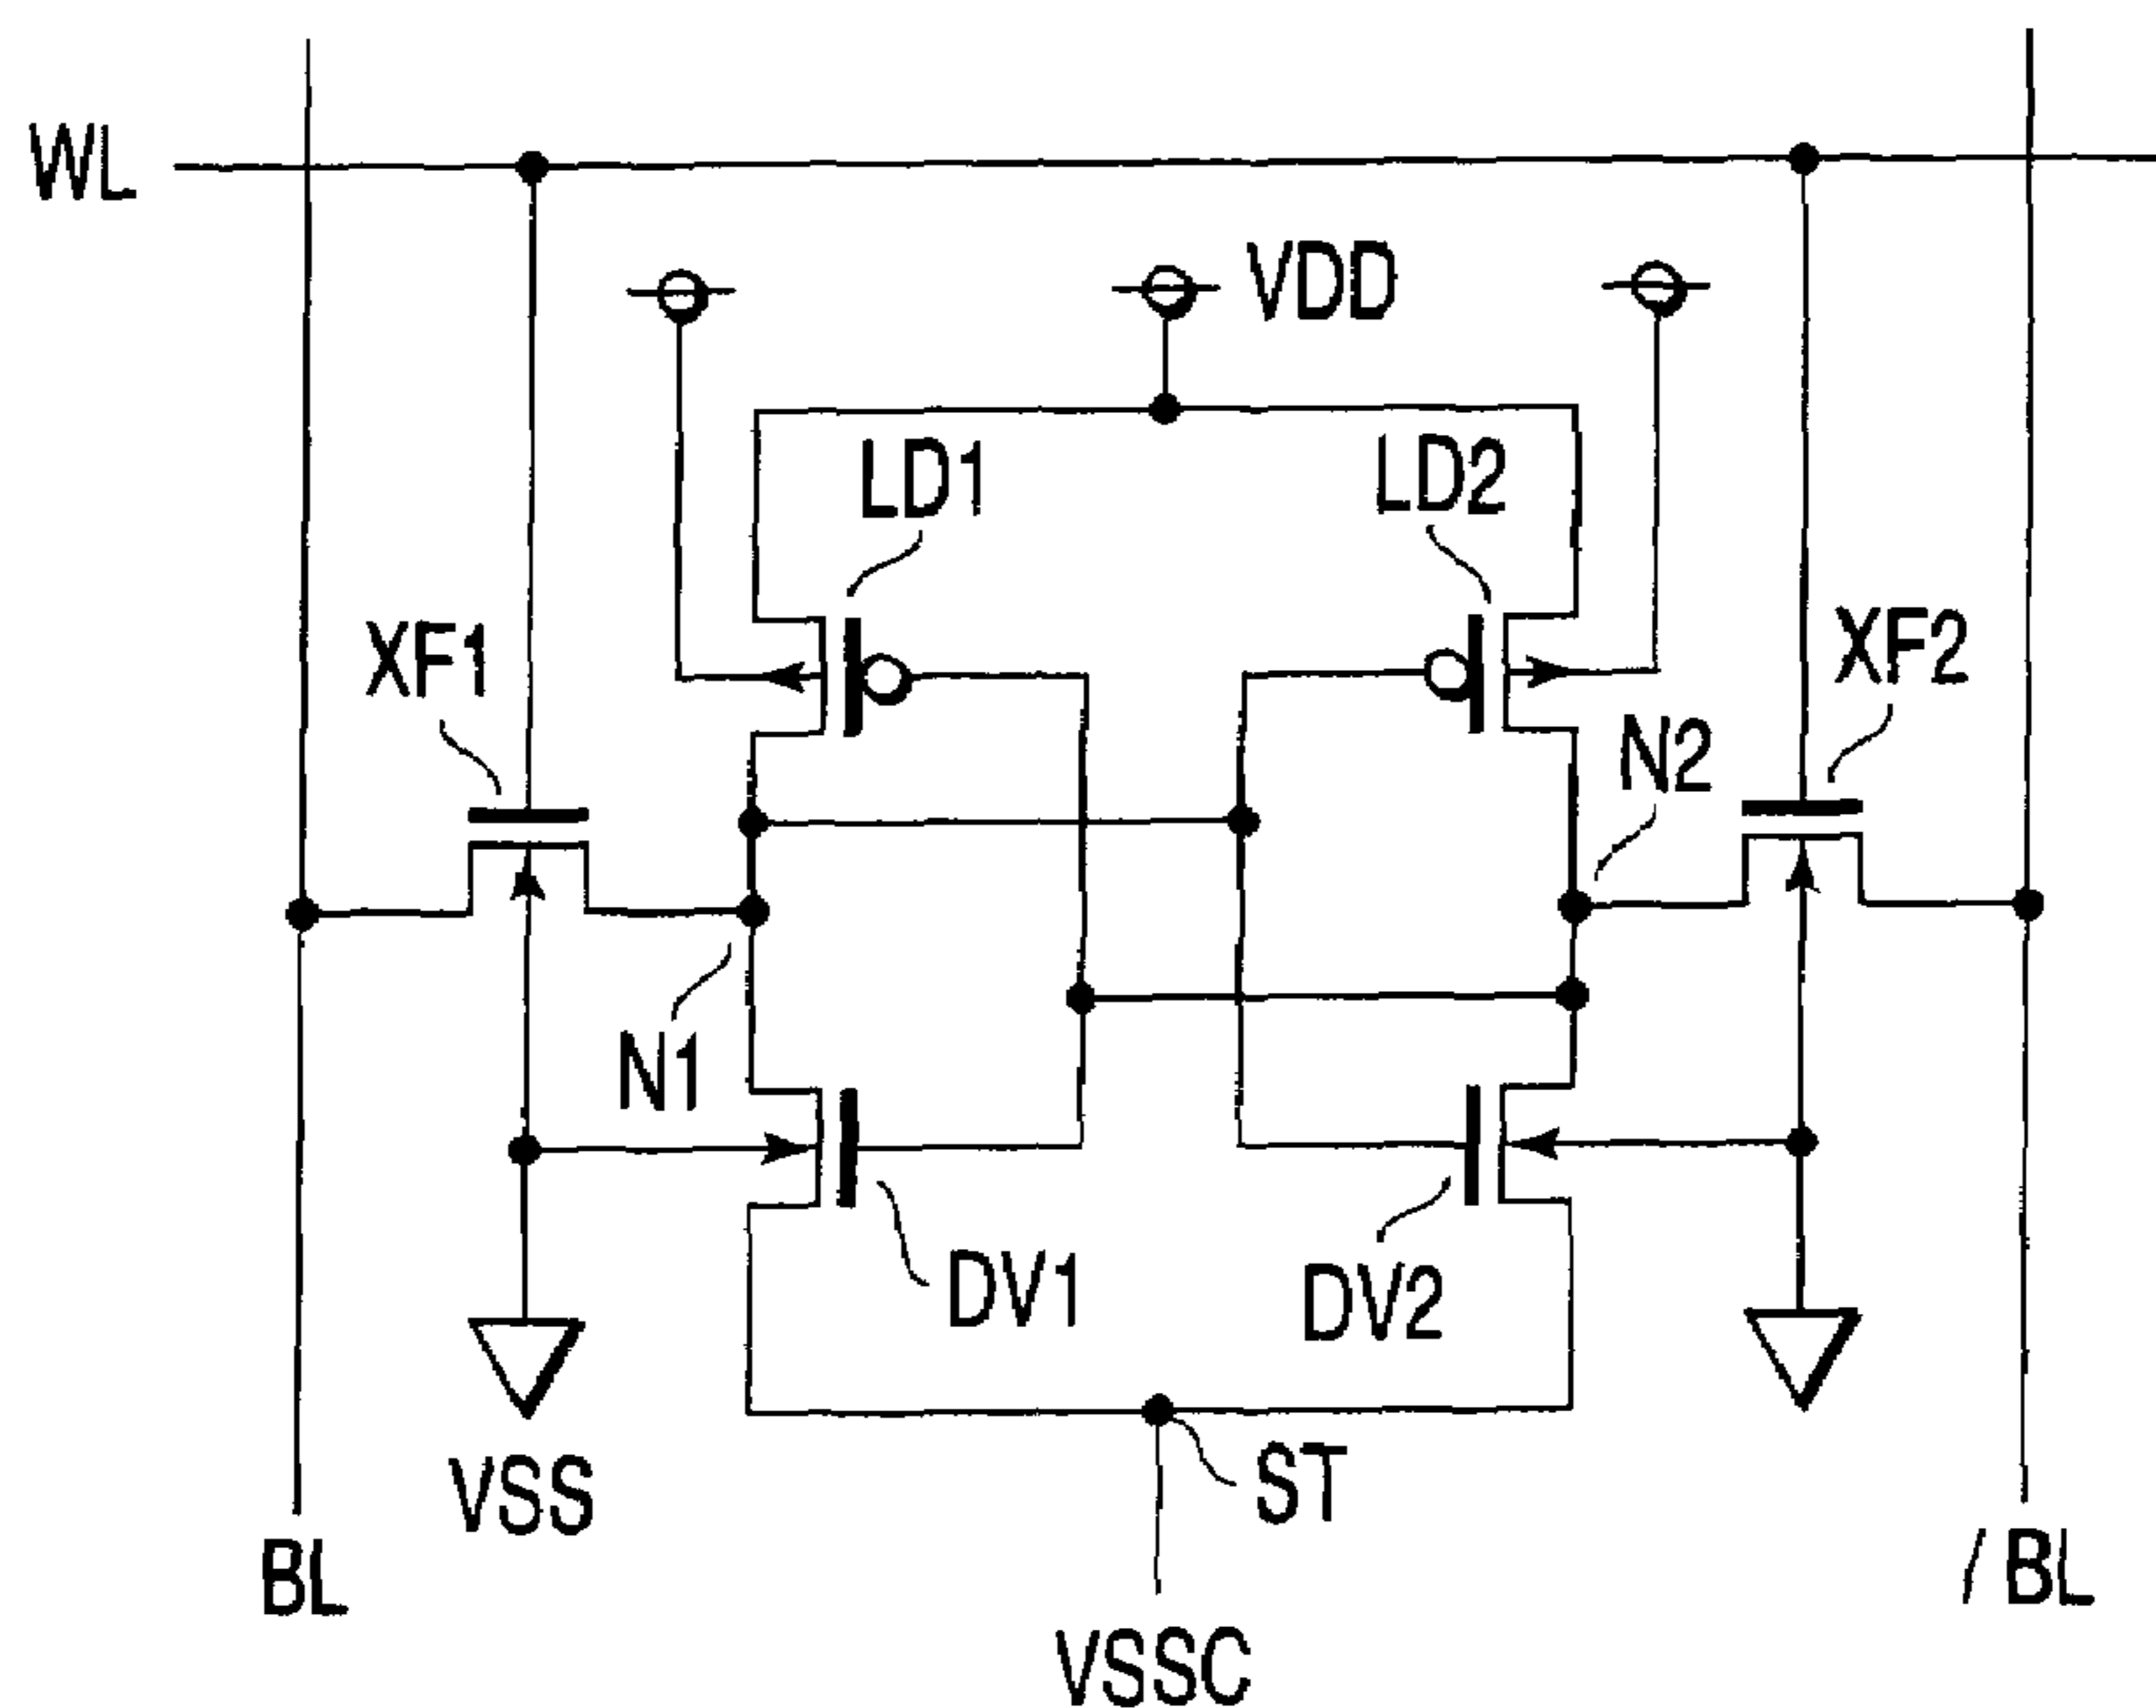 WL
VDD
LD1
LD2
XF1
XF2
N2
N1
DV1
DV2
VSS
ST
BL
/BL
VSSC